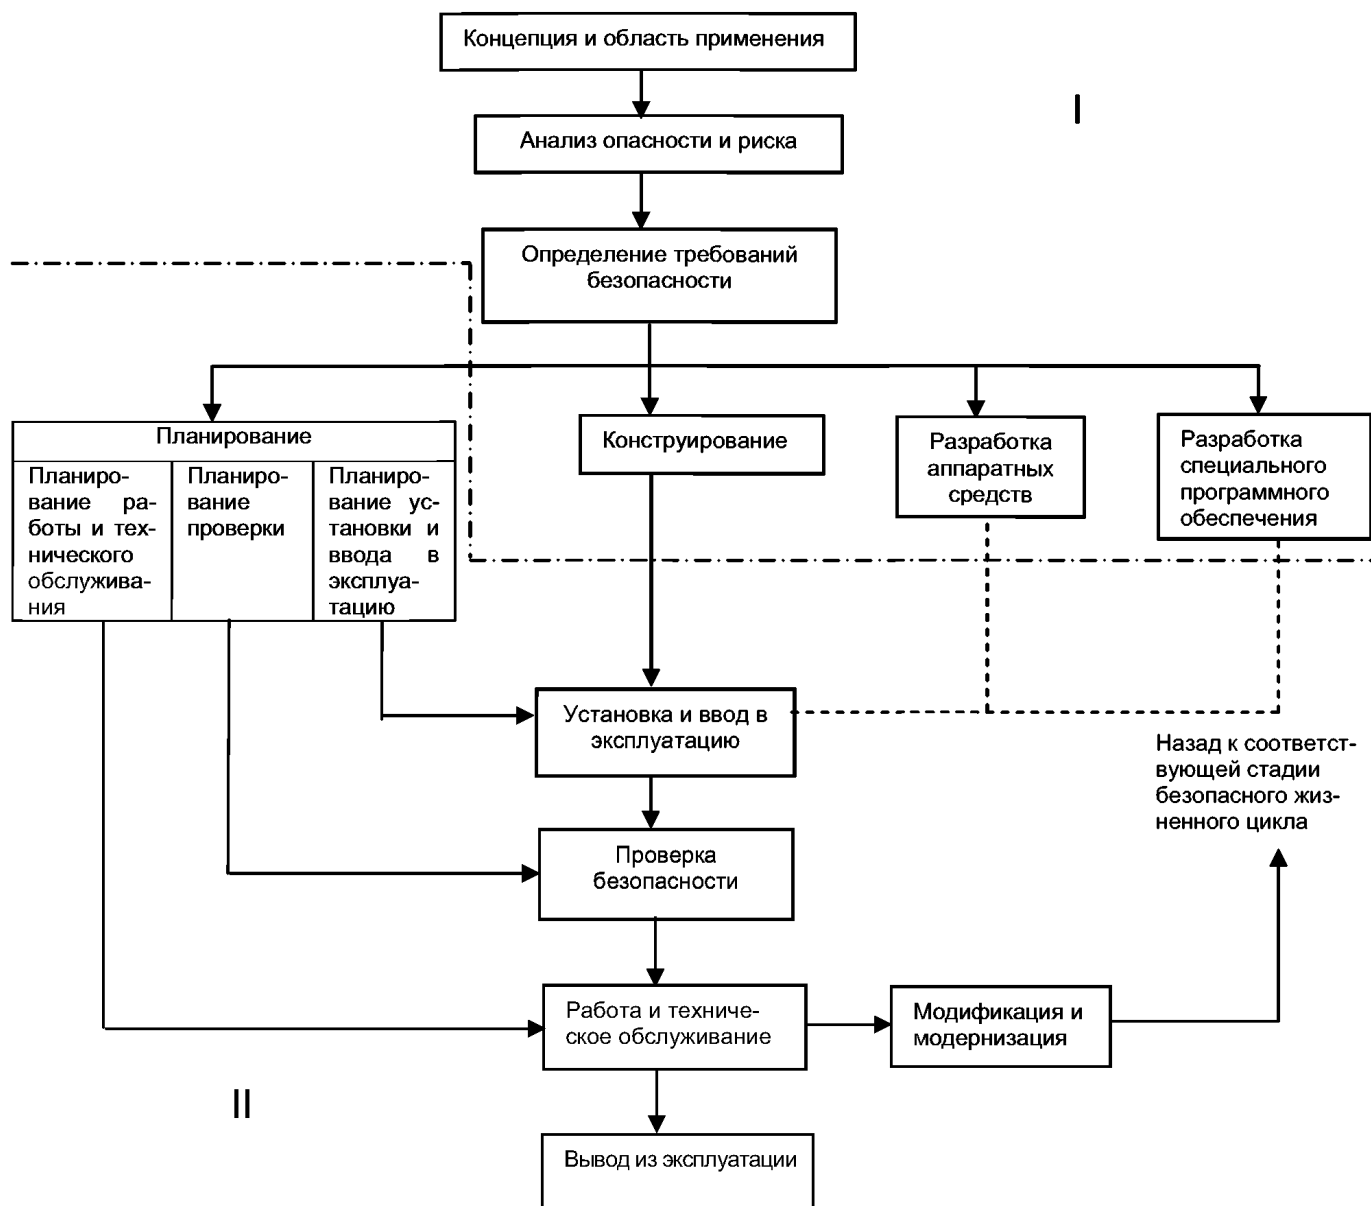 Концепция и область применения
I
Анализ опасности и риска
Определение требований
безопасности
Планирование
Планиро-
вание ра-
боты и тех-
нического
обслужива-
ния
Планиро-
вание
проверки
Планиро-
вание ус-
тановки и
ввода в
эксплуа-
тацию
Конструирование
Разработка
аппаратных
средств
Разработка
специального
программного
обеспечения
Установка и ввод в
эксплуатацию
Назад к соответст-
вующей стадии
безопасного жиз-
ненного цикла
Проверка
безопасности
Работа и техниче-
ское обслуживание
Модификация и
модернизация
II
Вывод из эксплуатации